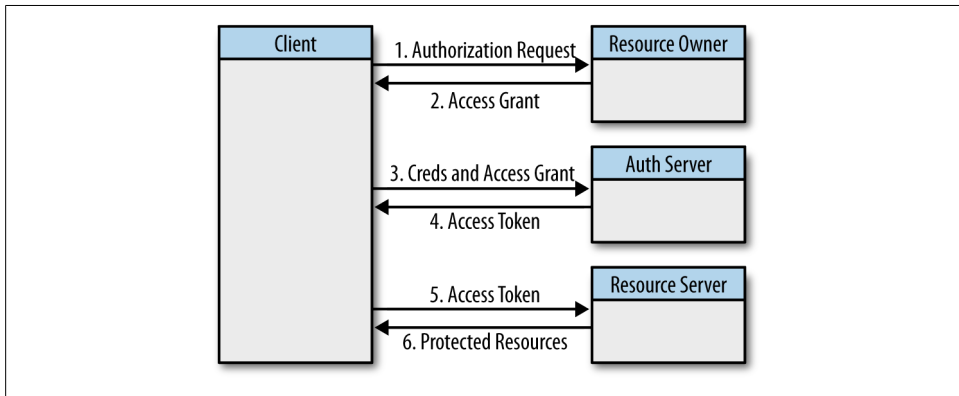 Client
Resource Owner
1. Authorization Request
2. Access Grant
Auth Server
3. Creds and Access Grant
4. Access Token
Resource Server
5. Access Token
6. Protected Resources